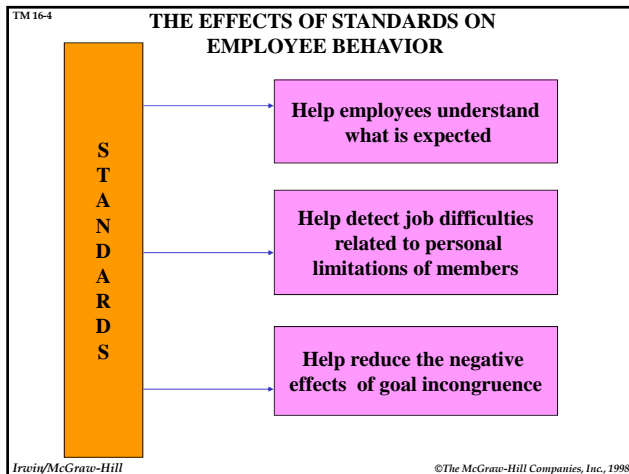 TM 16-4
THE EFFECTS OF STANDARDS ON
EMPLOYEE BEHAVIOR
S
T
A
N
D
A
R
D
S
Help employees understand
what is expected
Help detect job difficulties
related to personal
limitations of members
Help reduce the negative
effects of goal incongruence
Irwin/McGraw-Hill
©The McGraw-Hill Companies, Inc., 1998